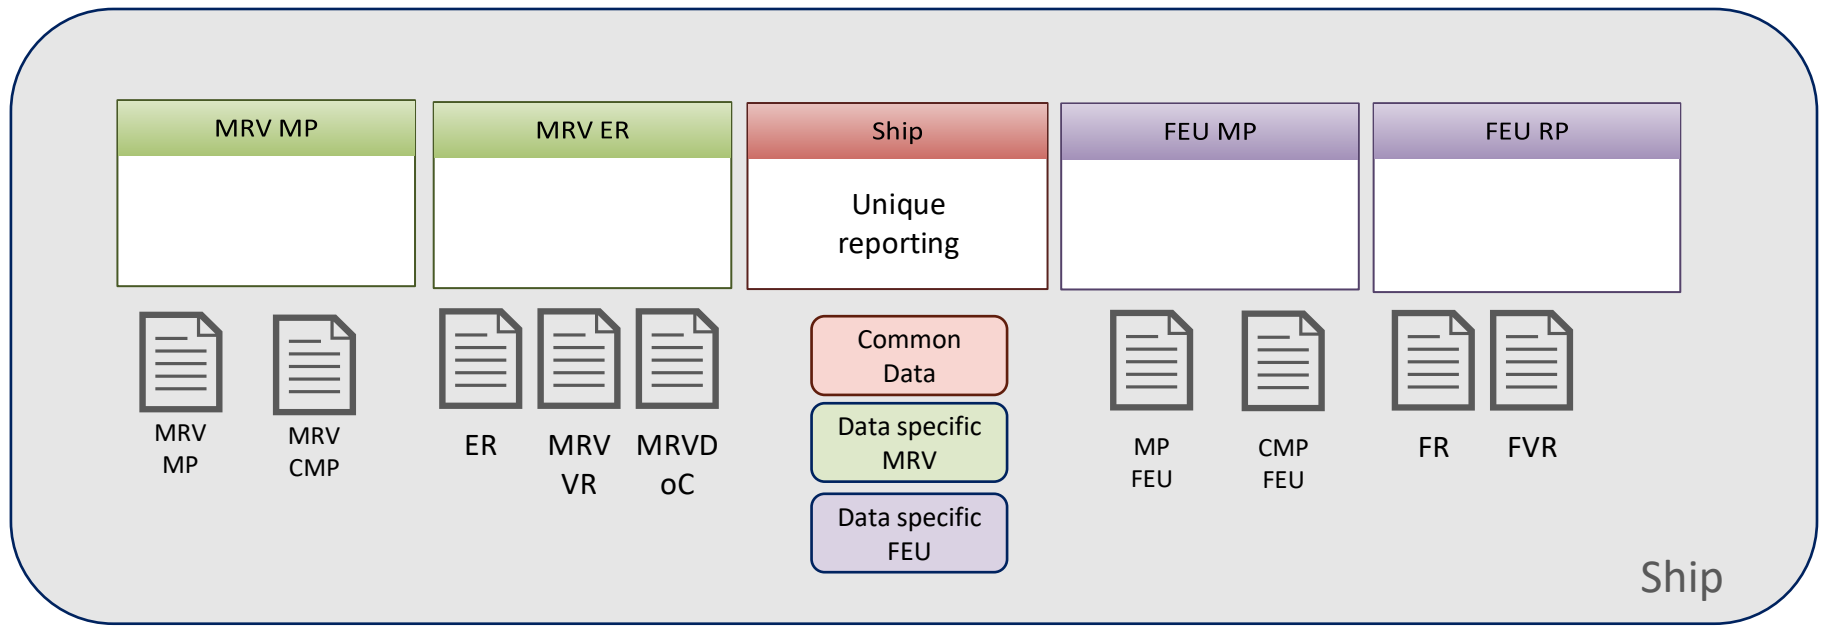 MRV MP
MRV ER
Ship
FEU MP
FEU RP
Unique
reporting
MRV
MP
MRV
CMP
ER
MRV
VR
MRVD
oC
Common
Data
Data specific
MRV
Data specific
FEU
MP
FEU
CMP
FEU
FR
FVR
Ship